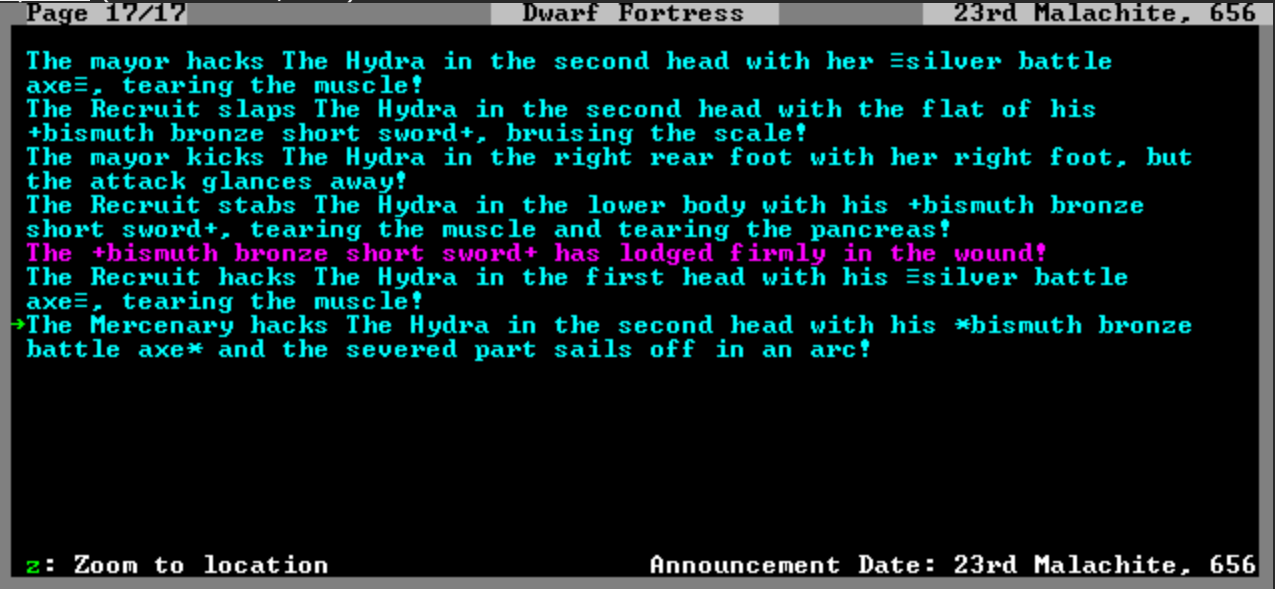 Page 17/17 Dwarf Fortress 23rd Malachite, 656
The mayor hacks The Hydra in the second head with her ≡silver battle
axe≡, tearing the muscle!
The Recruit slaps The Hydra in the second head with the flat of his
+bismuth bronze short sword+, bruising the scale!
The mayor kicks The Hydra in the right rear foot with her right foot, but
the attack glances away!
The Recruit stabs The Hydra in the lower body with his +bismuth bronze
short sword+, tearing the muscle and tearing the pancreas!
The +bismuth bronze short sword+ has lodged firmly in the wound!
The Recruit hacks The Hydra in the first head with his ≡silver battle
axe≡, tearing the muscle!
→The Mercenary hacks The Hydra in the second head with his *bismuth bronze
battle axe* and the severed part sails off in an arc!
z: Zoom to location Announcement Date: 23rd Malachite, 656